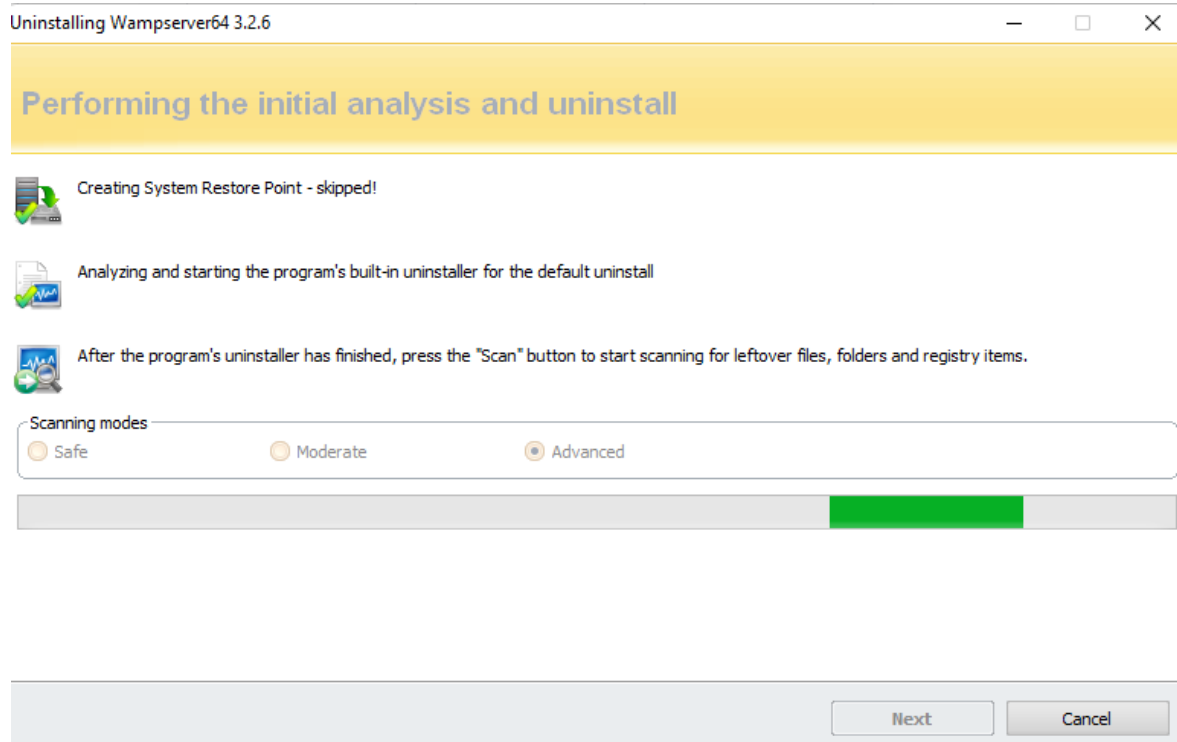 Uninstalling Wampserver64 3.2.6
Performing the initial analysis and uninstall
Creating System Restore Point - skipped!
Analyzing and starting the program's built-in uninstaller for the default uninstall
After the program's uninstaller has finished, press the "Scan" button to start scanning for leftover files, folders and registry items.
Scanning modes
Safe Moderate Advanced
Next Cancel